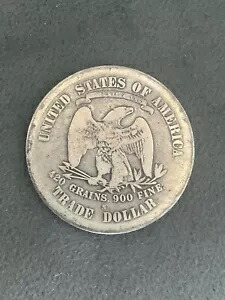 UNITED STATES OF AMERICA
420 GRAINS, 900 FINE.
TRADE DOLLAR